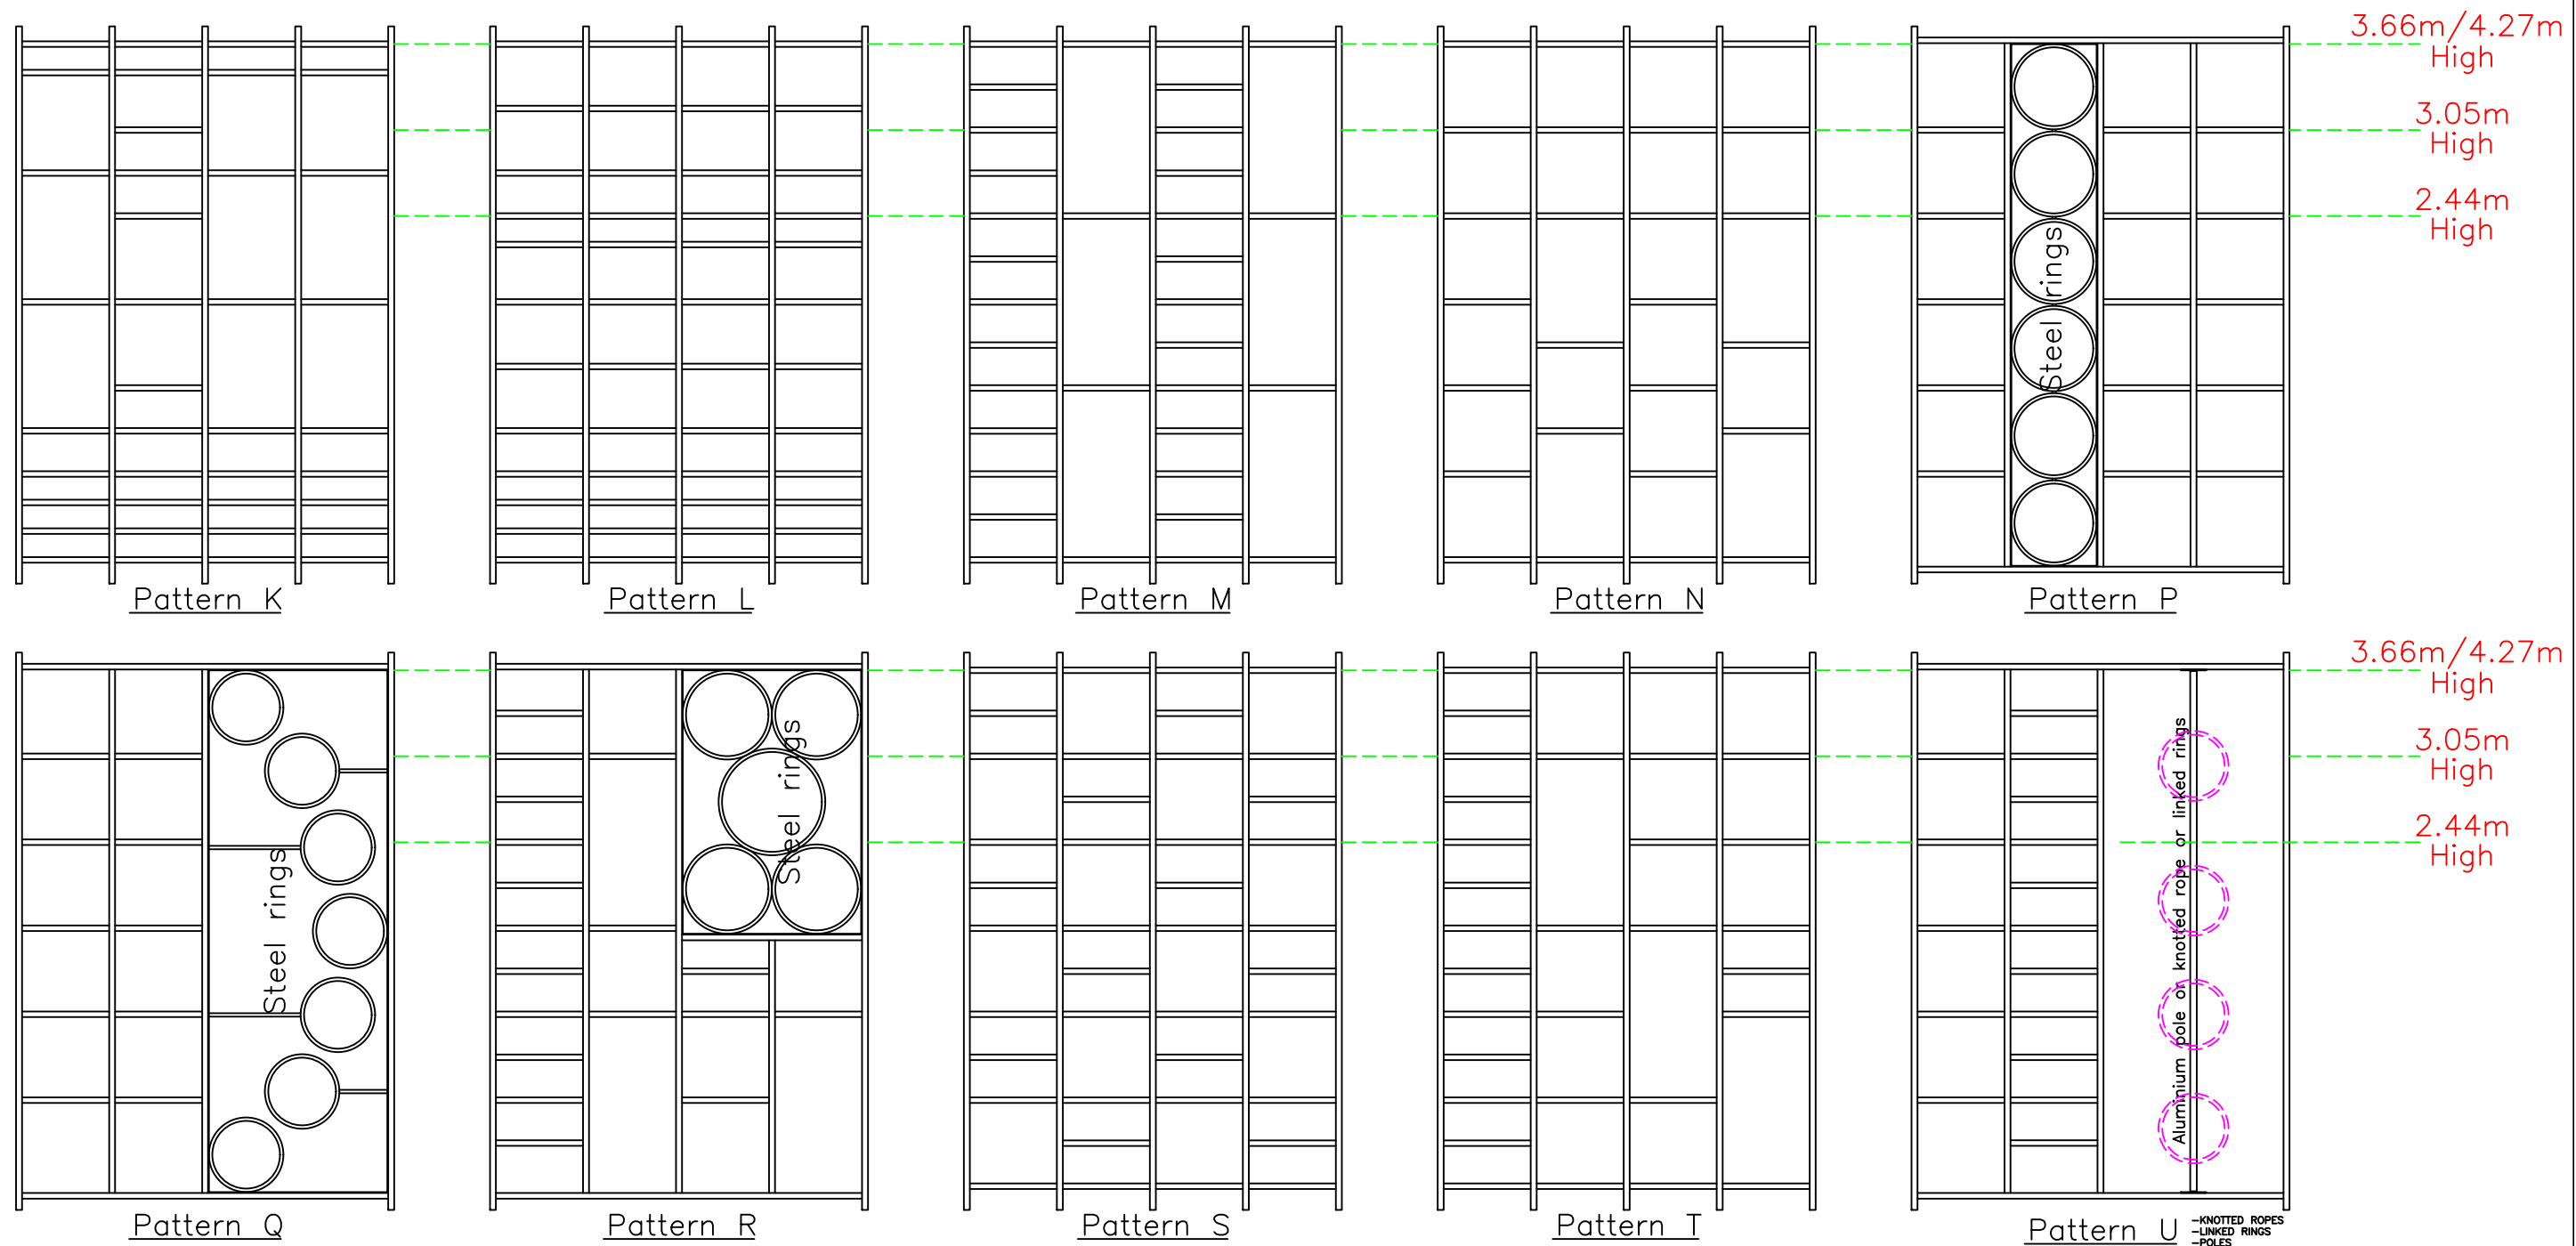 3.66m/4.27m
High
3.05m
High
2.44m
High
Steel rings
Pattern K
Pattern L
Pattern M
Pattern N
Pattern P
3.66m/4.27m
High
3.05m
High
2.44m
High
Steel rings
Steel rings
Aluminium pole or knotted rope or linked rings
Pattern Q
Pattern R
Pattern S
Pattern T
Pattern U
-KNOTTED ROPES
-LINKED RINGS
-POLES